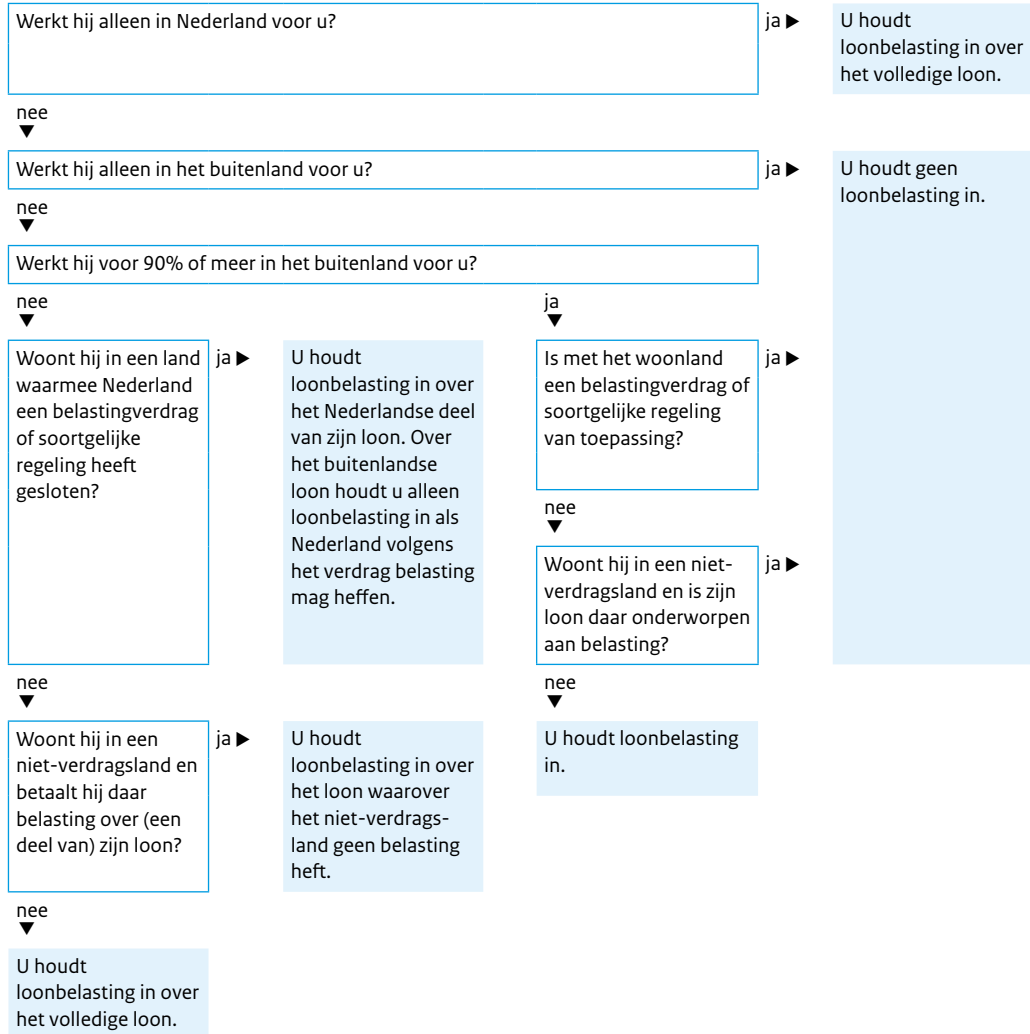 Werkt hij alleen in Nederland voor u?
ja ▶
U houdt
loonbelasting in over
het volledige loon.
nee
▼
Werkt hij alleen in het buitenland voor u?
ja ▶
U houdt geen
loonbelasting in.
nee
▼
Werkt hij voor 90% of meer in het buitenland voor u?
nee
▼
ja
▼
Woont hij in een land
waarmee Nederland
een belastingverdrag
of soortgelijke
regeling heeft
gesloten?
ja ▶
U houdt
loonbelasting in over
het Nederlandse deel
van zijn loon. Over
het buitenlandse
loon houdt u alleen
loonbelasting in als
Nederland volgens
het verdrag belasting
mag heffen.
Is met het woonland
een belastingverdrag of
soortgelijke regeling
van toepassing?
ja ▶
nee
▼
Woont hij in een niet-
verdragsland en is zijn
loon daar onderworpen
aan belasting?
ja ▶
nee
▼
nee
▼
Woont hij in een
niet-verdragsland en
betaalt hij daar
belasting over (een
deel van) zijn loon?
ja ▶
U houdt
loonbelasting in over
het loon waarover
het niet-verdrags-
land geen belasting
heft.
U houdt loonbelasting
in.
nee
▼
U houdt
loonbelasting in over
het volledige loon.